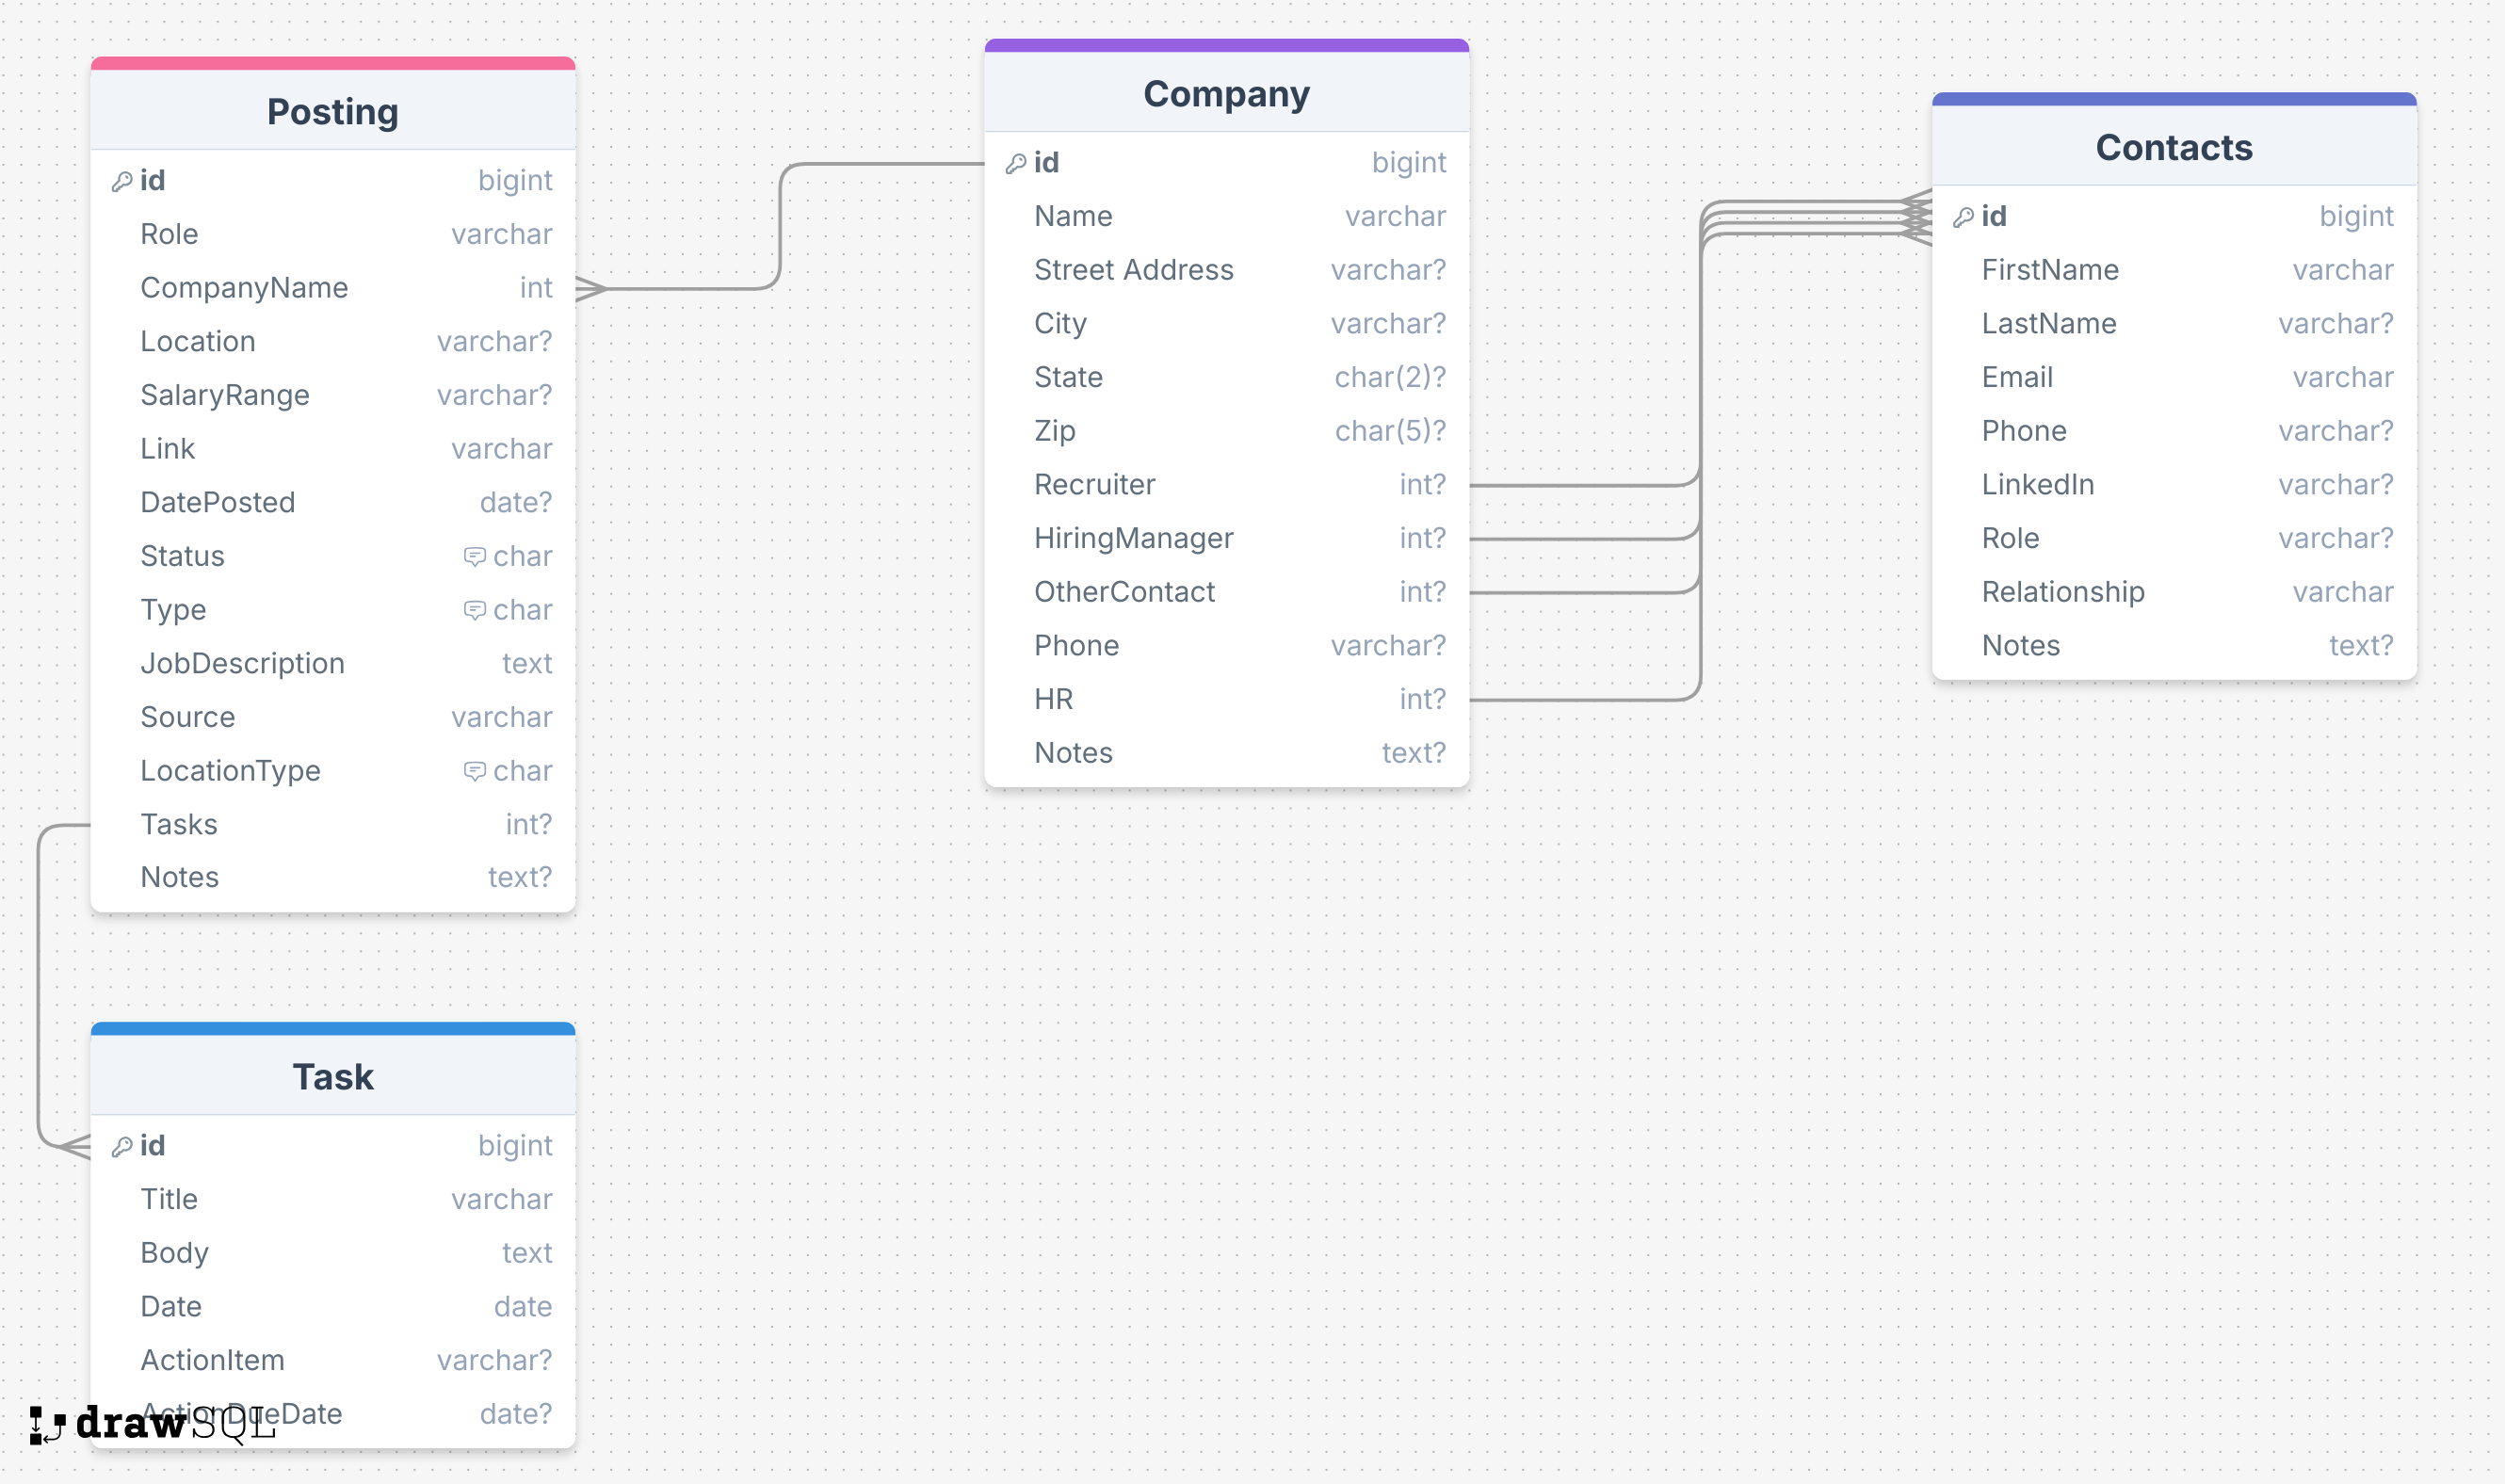 Posting
id bigint
Role varchar
CompanyName int
Location varchar?
SalaryRange varchar?
Link varchar
DatePosted date?
Status char
Type char
JobDescription text
Source varchar
LocationType char
Tasks int?
Notes text?
Company
id bigint
Name varchar
Street Address varchar?
City varchar?
State char(2)?
Zip char(5)?
Recruiter int?
HiringManager int?
OtherContact int?
Phone varchar?
HR int?
Notes text?
Contacts
id bigint
FirstName varchar
LastName varchar?
Email varchar
Phone varchar?
LinkedIn varchar?
Role varchar?
Relationship varchar
Notes text?
Task
id bigint
Title varchar
Body text
Date date
ActionItem varchar?
ActionDueDate date?
drawSQL